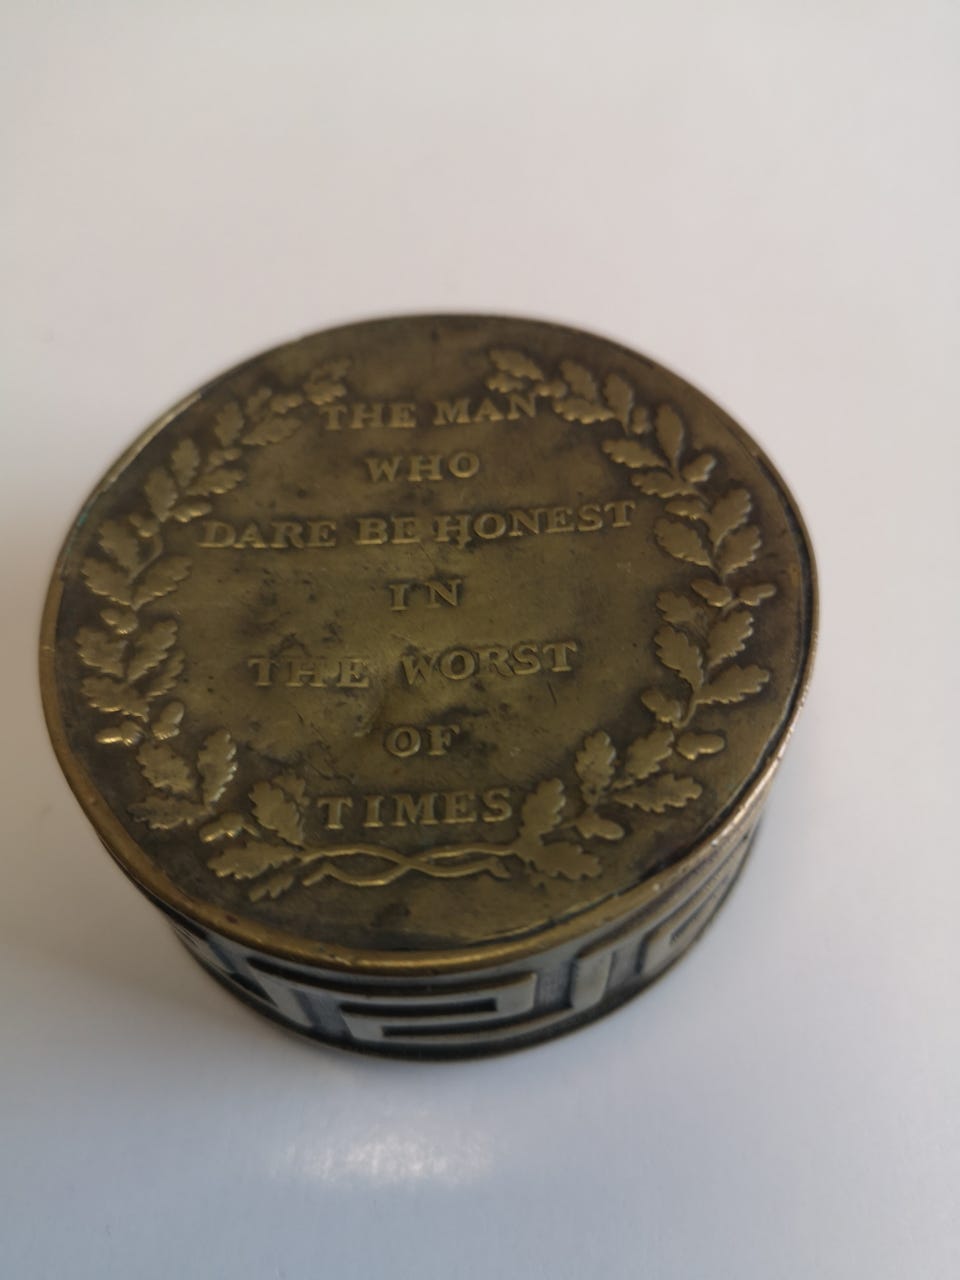 THE MAN
WHO
DARE BE HONEST
IN
THE WORST
OF
TIMES